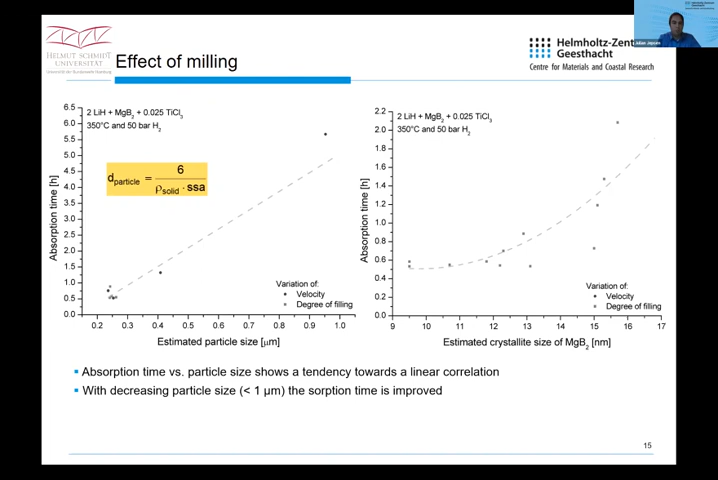 HELMUT SCHMIDT
UNIVERSITÄT
Universität der Bundeswehr Hamburg
Effect of milling
Helmholtz-Zent
Geesthacht
Centre for Materials and Coastal Research
6.5
6.0
5.5
5.0
4.5
4.0
3.5
3.0
2.5
2.0
1.5
1.0
0.5
0.0
Absorption time [h]
2 LiH + MgB2 + 0.025 TiCl3
350°C and 50 bar H2
d particle = 6
ρ solid · ssa
Variation of:
Velocity
Degree of filling
0.2 0.3 0.4 0.5 0.6 0.7 0.8 0.9 1.0
Estimated particle size [µm]
2.2
2.0
1.8
1.6
1.4
1.2
1.0
0.8
0.6
0.4
0.2
0.0
Absorption time [h]
2 LiH + MgB2 + 0.025 TiCl3
350°C and 50 bar H2
Variation of:
Velocity
Degree of filling
9 10 11 12 13 14 15 16 17
Estimated crystallite size of MgB2 [nm]
Absorption time vs. particle size shows a tendency towards a linear correlation
With decreasing particle size (< 1 µm) the sorption time is improved
15